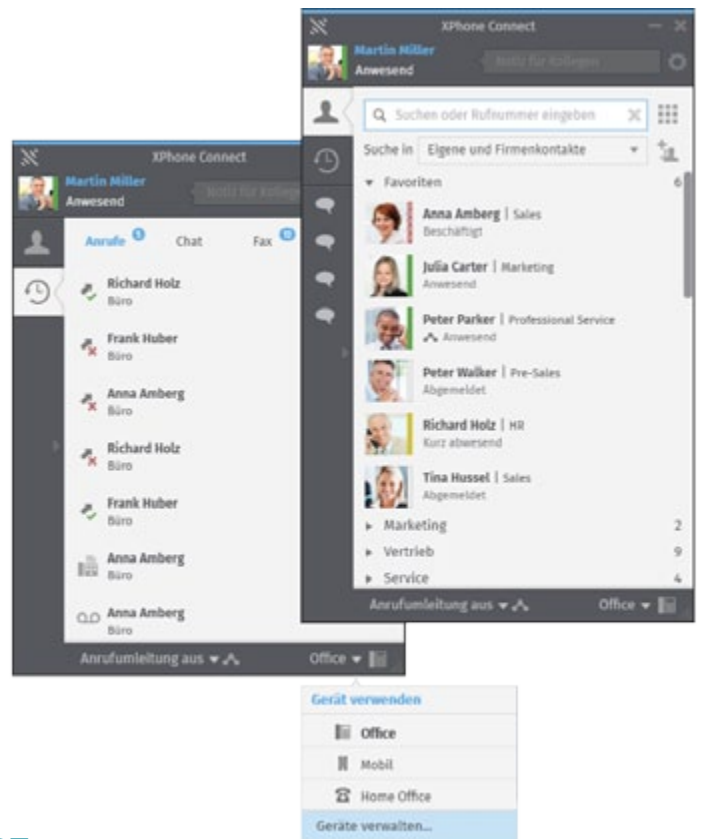 XPhone Connect
Martin Miller
Notiz für Kollegen
Anwesend
Suchen oder Rufnummer eingeben
Suche in Eigene und Firmenkontakte
Favoriten 6
Anna Amberg | Sales
Beschäftigt
Julia Carter | Marketing
Anwesend
Peter Parker | Professional Service
Anwesend
Peter Walker | Pre-Sales
Abgemeldet
Richard Holz | HR
Kurz abwesend
Tina Hussel | Sales
Abgemeldet
Marketing 2
Vertrieb 9
Service 4
Anrufumleitung aus Office
XPhone Connect
Martin Miller
Notiz für Kollege
Anwesend
Anrufe Chat Fax
Richard Holz
Büro
Frank Huber
Büro
Anna Amberg
Büro
Richard Holz
Büro
Frank Huber
Büro
Anna Amberg
Büro
Anna Amberg
Büro
Anrufumleitung aus Office
Gerät verwenden
Office
Mobil
Home Office
Geräte verwalten...